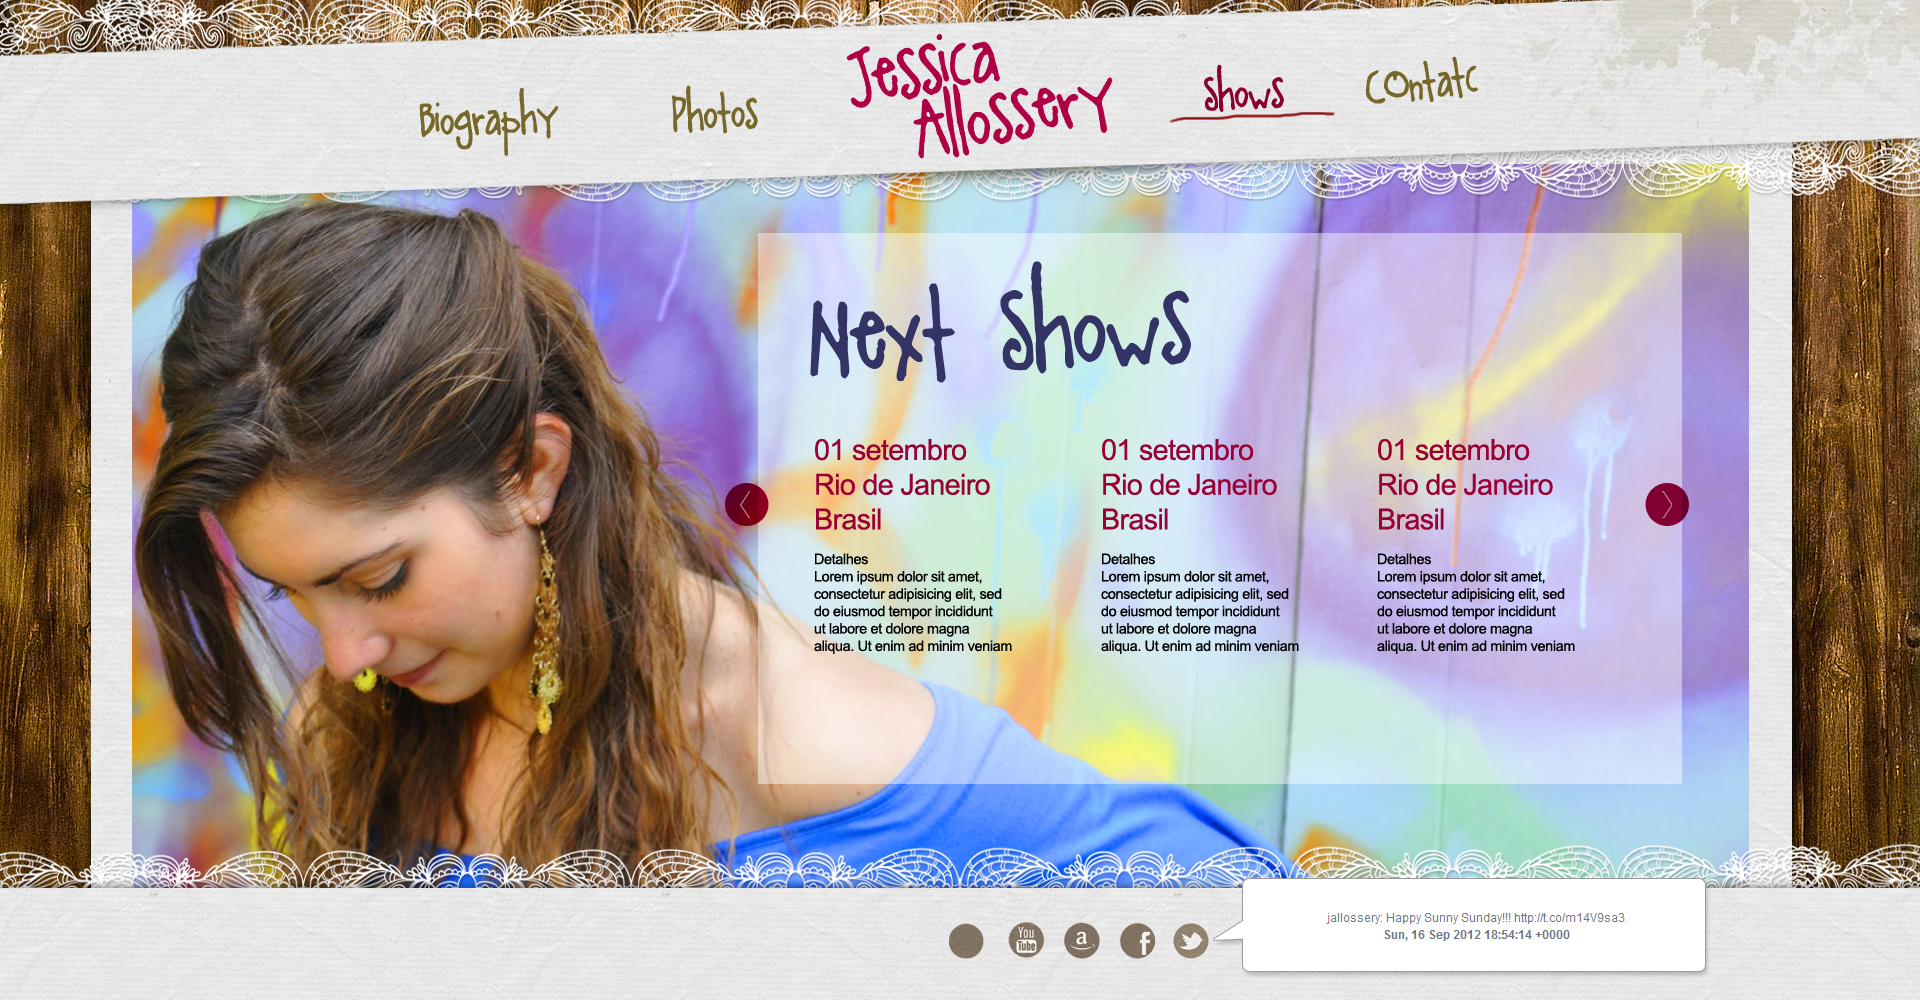 Biography
Photos
Jessica
Allossery
shows
Contatc
Next shows
01 setembro
Rio de Janeiro
Brasil
Detalhes
Lorem ipsum dolor sit amet,
consectetur adipisicing elit, sed
do eiusmod tempor incididunt
ut labore et dolore magna
aliqua. Ut enim ad minim veniam
01 setembro
Rio de Janeiro
Brasil
Detalhes
Lorem ipsum dolor sit amet,
consectetur adipisicing elit, sed
do eiusmod tempor incididunt
ut labore et dolore magna
aliqua. Ut enim ad minim veniam
01 setembro
Rio de Janeiro
Brasil
Detalhes
Lorem ipsum dolor sit amet,
consectetur adipisicing elit, sed
do eiusmod tempor incididunt
ut labore et dolore magna
aliqua. Ut enim ad minim veniam
You
Tube
a
f
jallossery: Happy Sunny Sunday!!! http://t.co/m14V9sa3
Sun, 16 Sep 2012 18:54:14 +0000